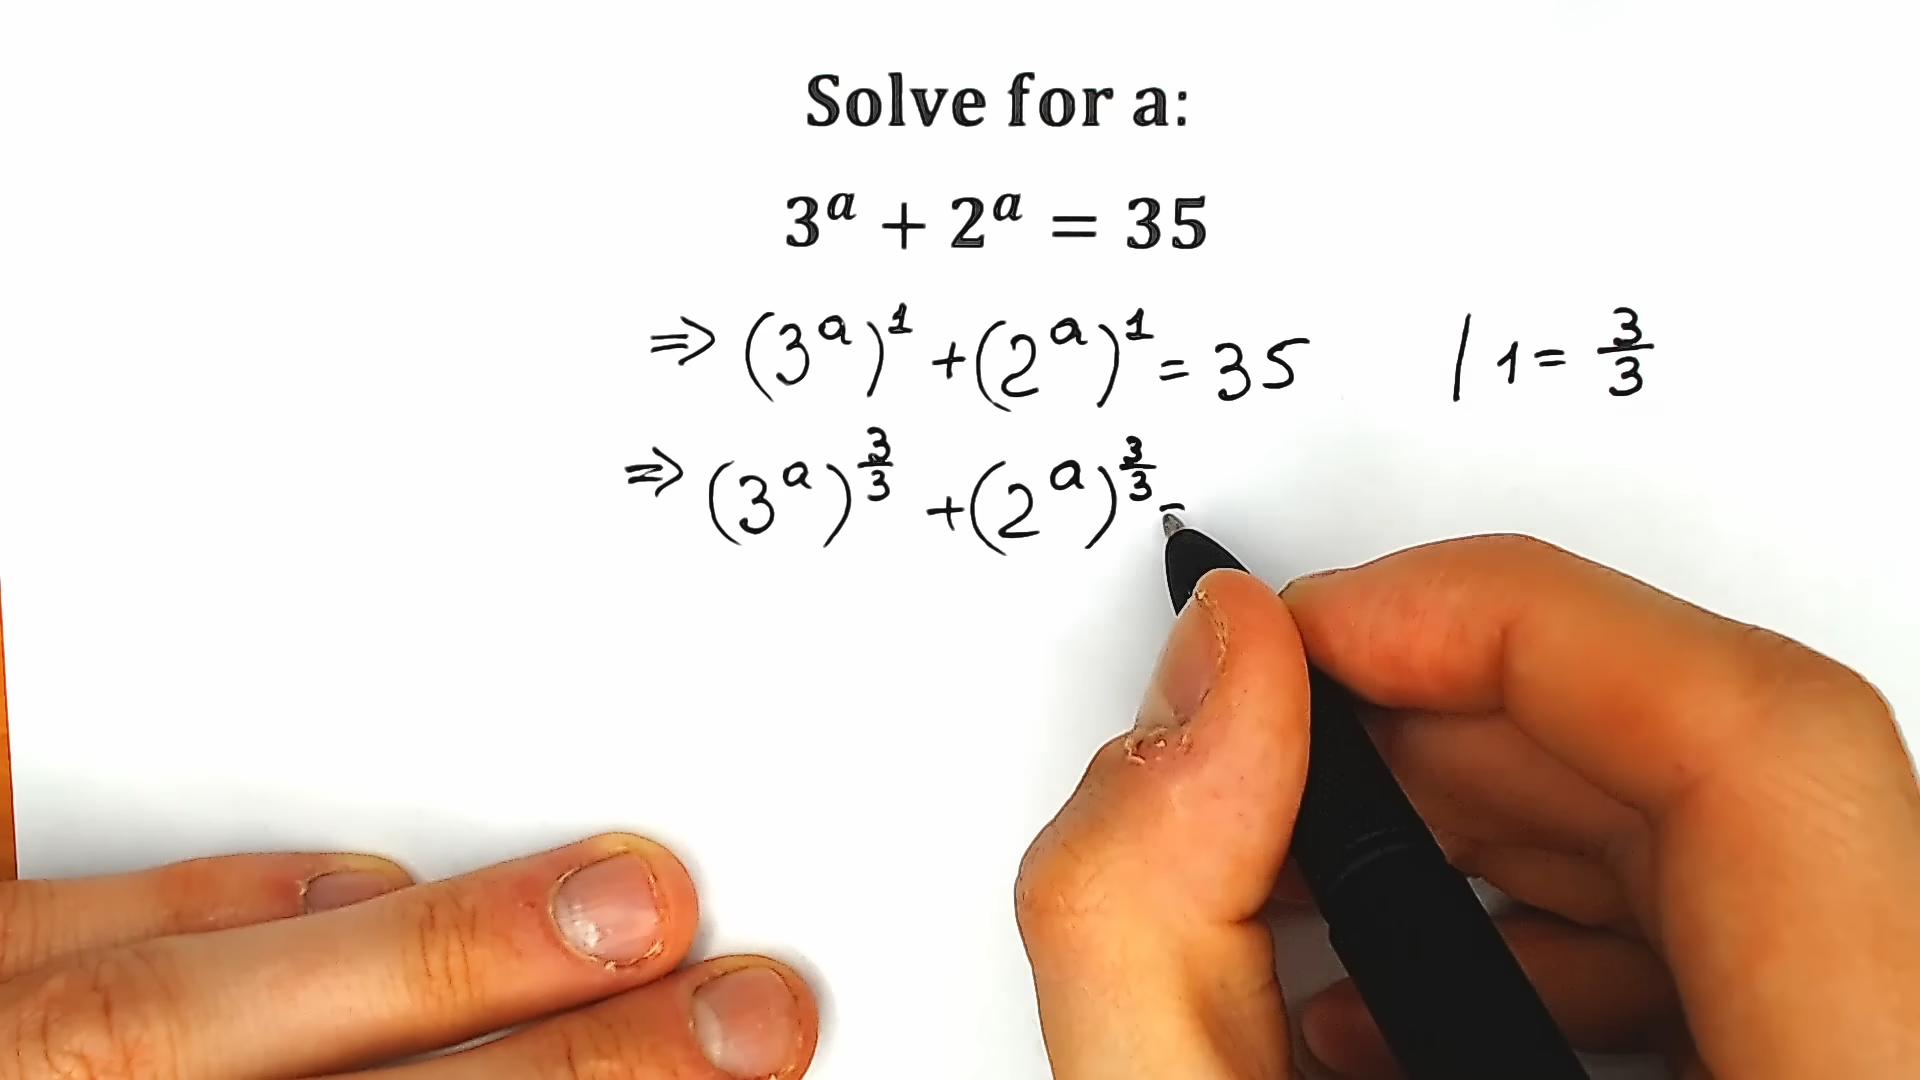 Solve for a:
3^a + 2^a = 35
⇒ (3^a)^1 + (2^a)^1 = 35 | 1 = 3/3
⇒ (3^a)^(3/3) + (2^a)^(3/3) =